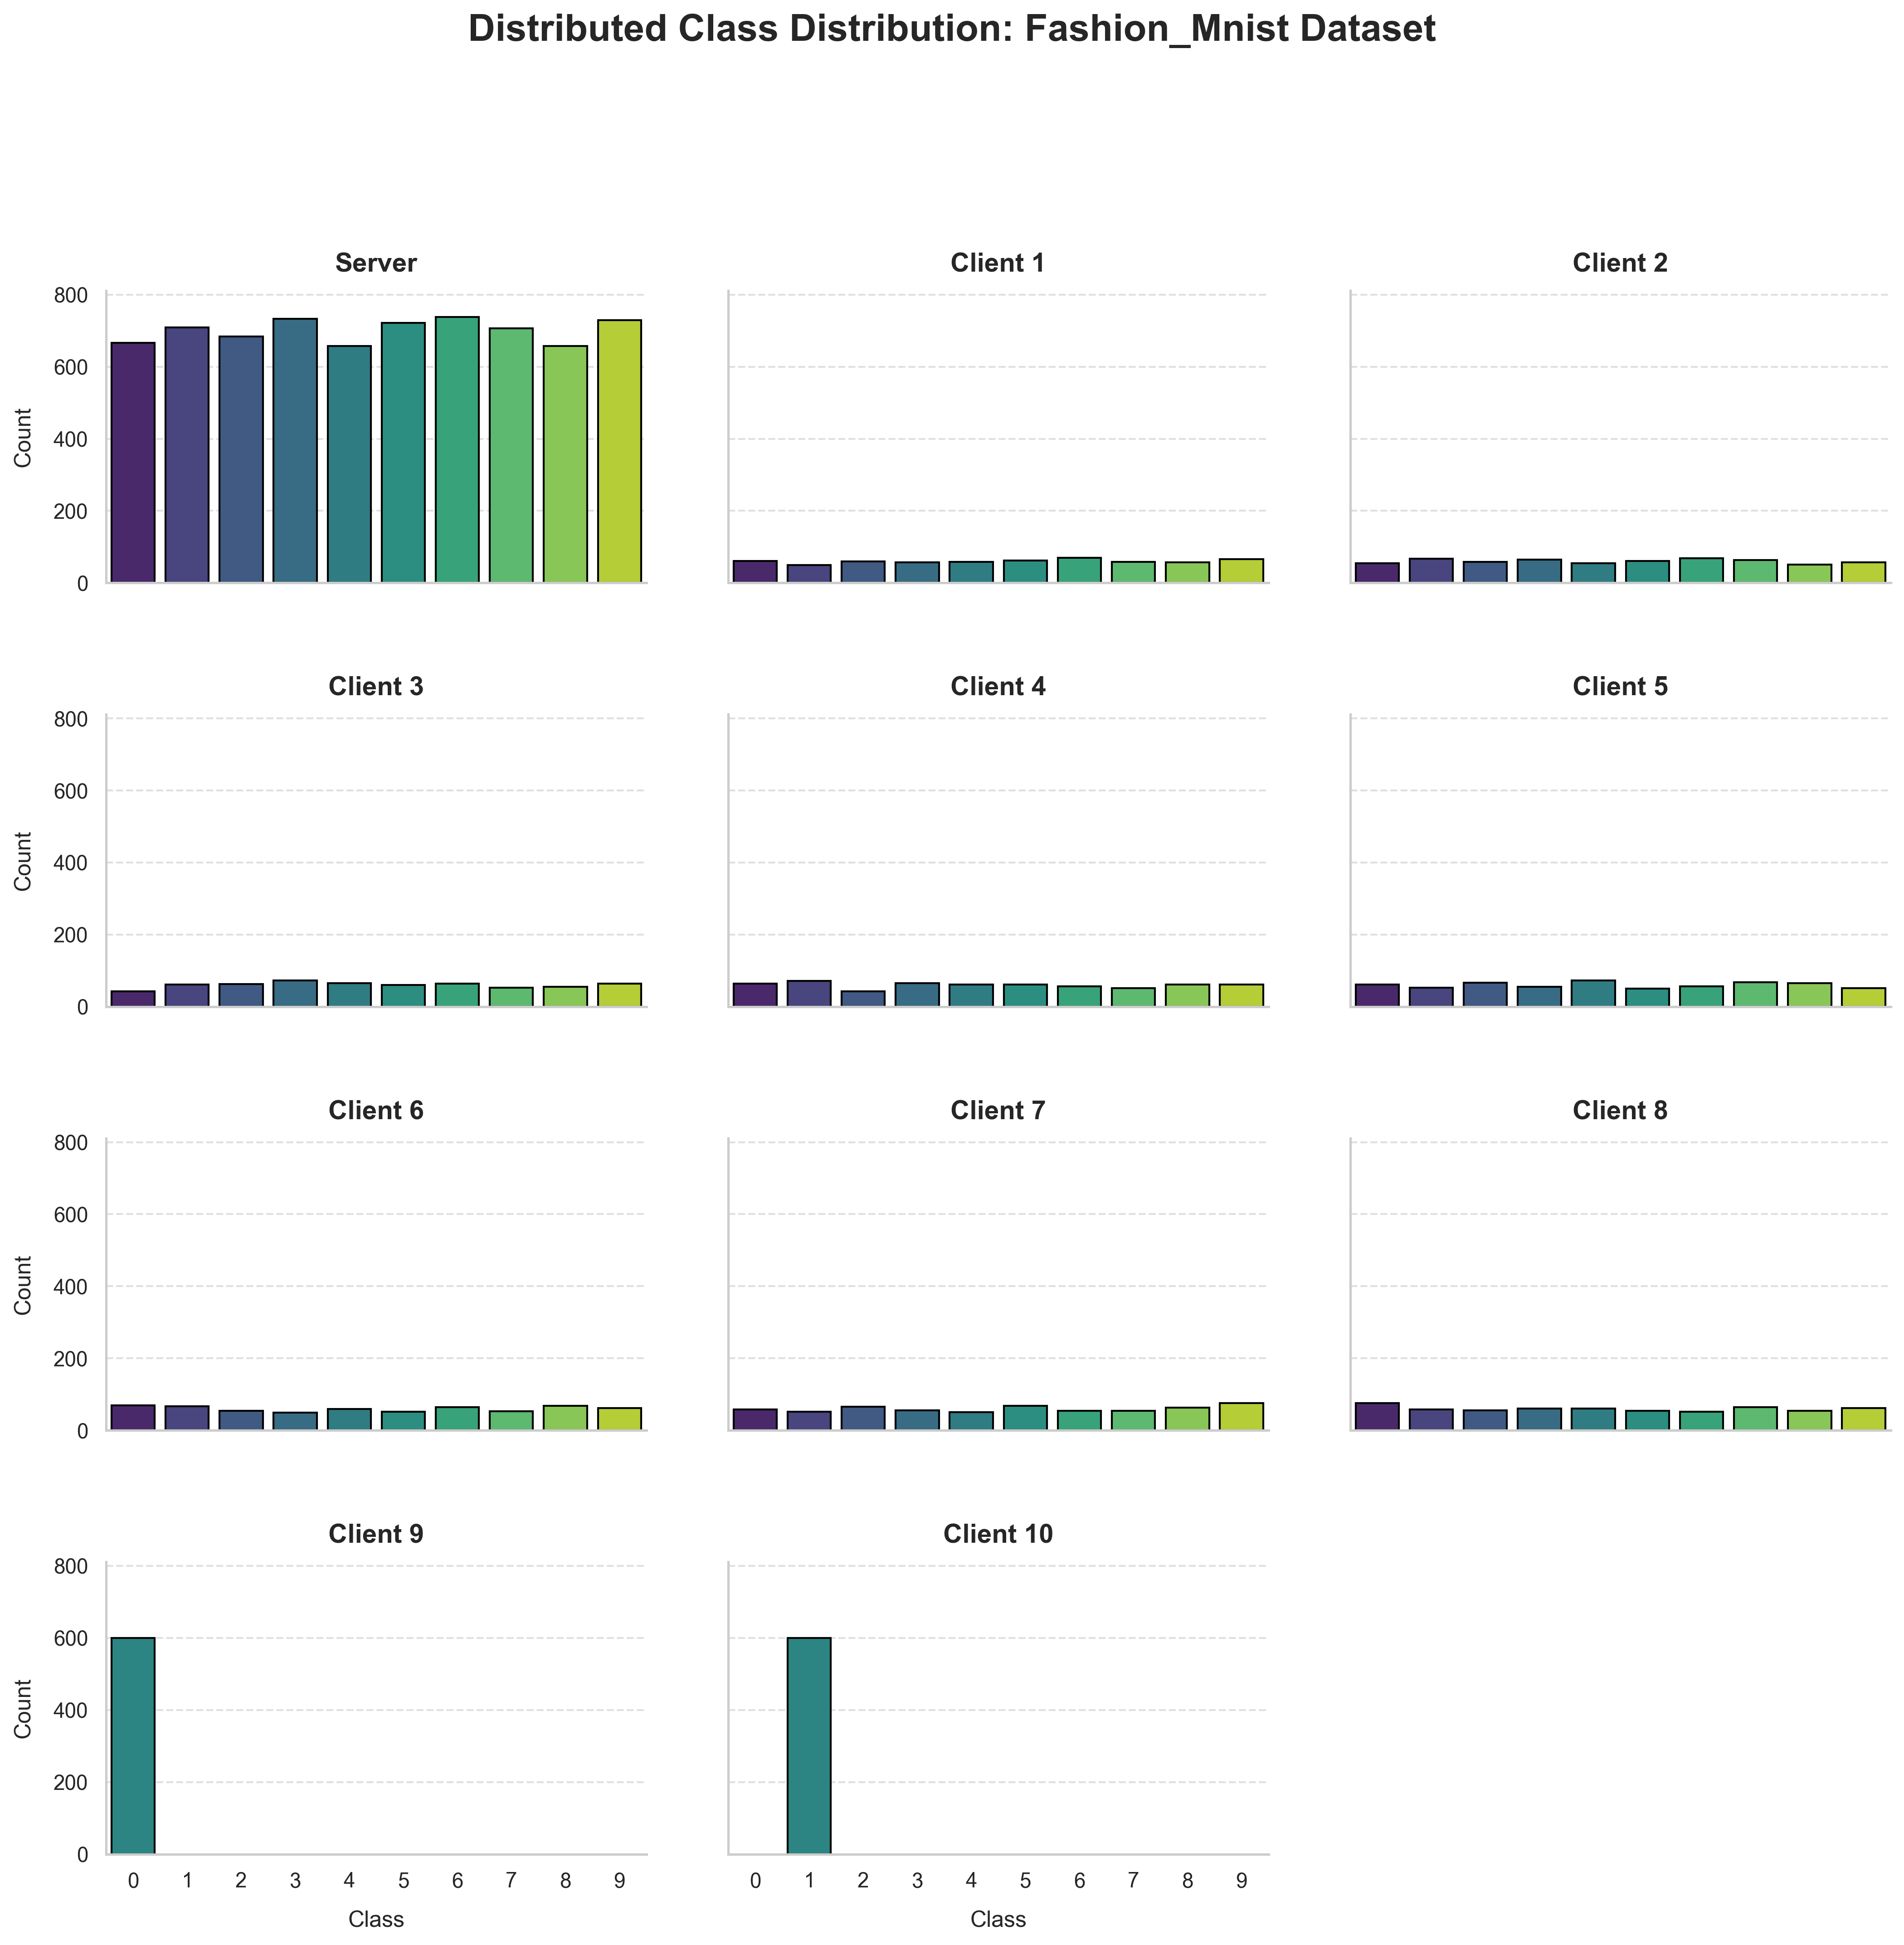 Distributed Class Distribution: Fashion_Mnist Dataset
Server
Client 1
Client 2
800
600
400
200
0
Count
Client 3
Client 4
Client 5
800
600
400
200
0
Count
Client 6
Client 7
Client 8
800
600
400
200
0
Count
Client 9
Client 10
800
600
400
200
0
Count
0 1 2 3 4 5 6 7 8 9
0 1 2 3 4 5 6 7 8 9
Class
Class